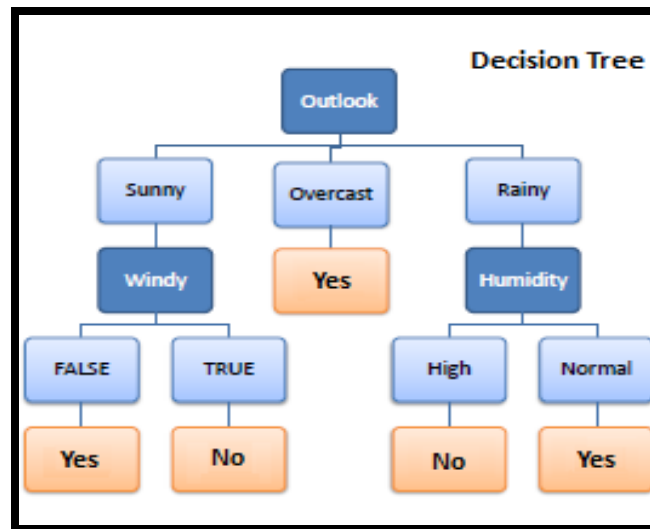 Decision Tree
Outlook
Sunny Overcast Rainy
Windy Yes Humidity
FALSE TRUE High Normal
Yes No No Yes